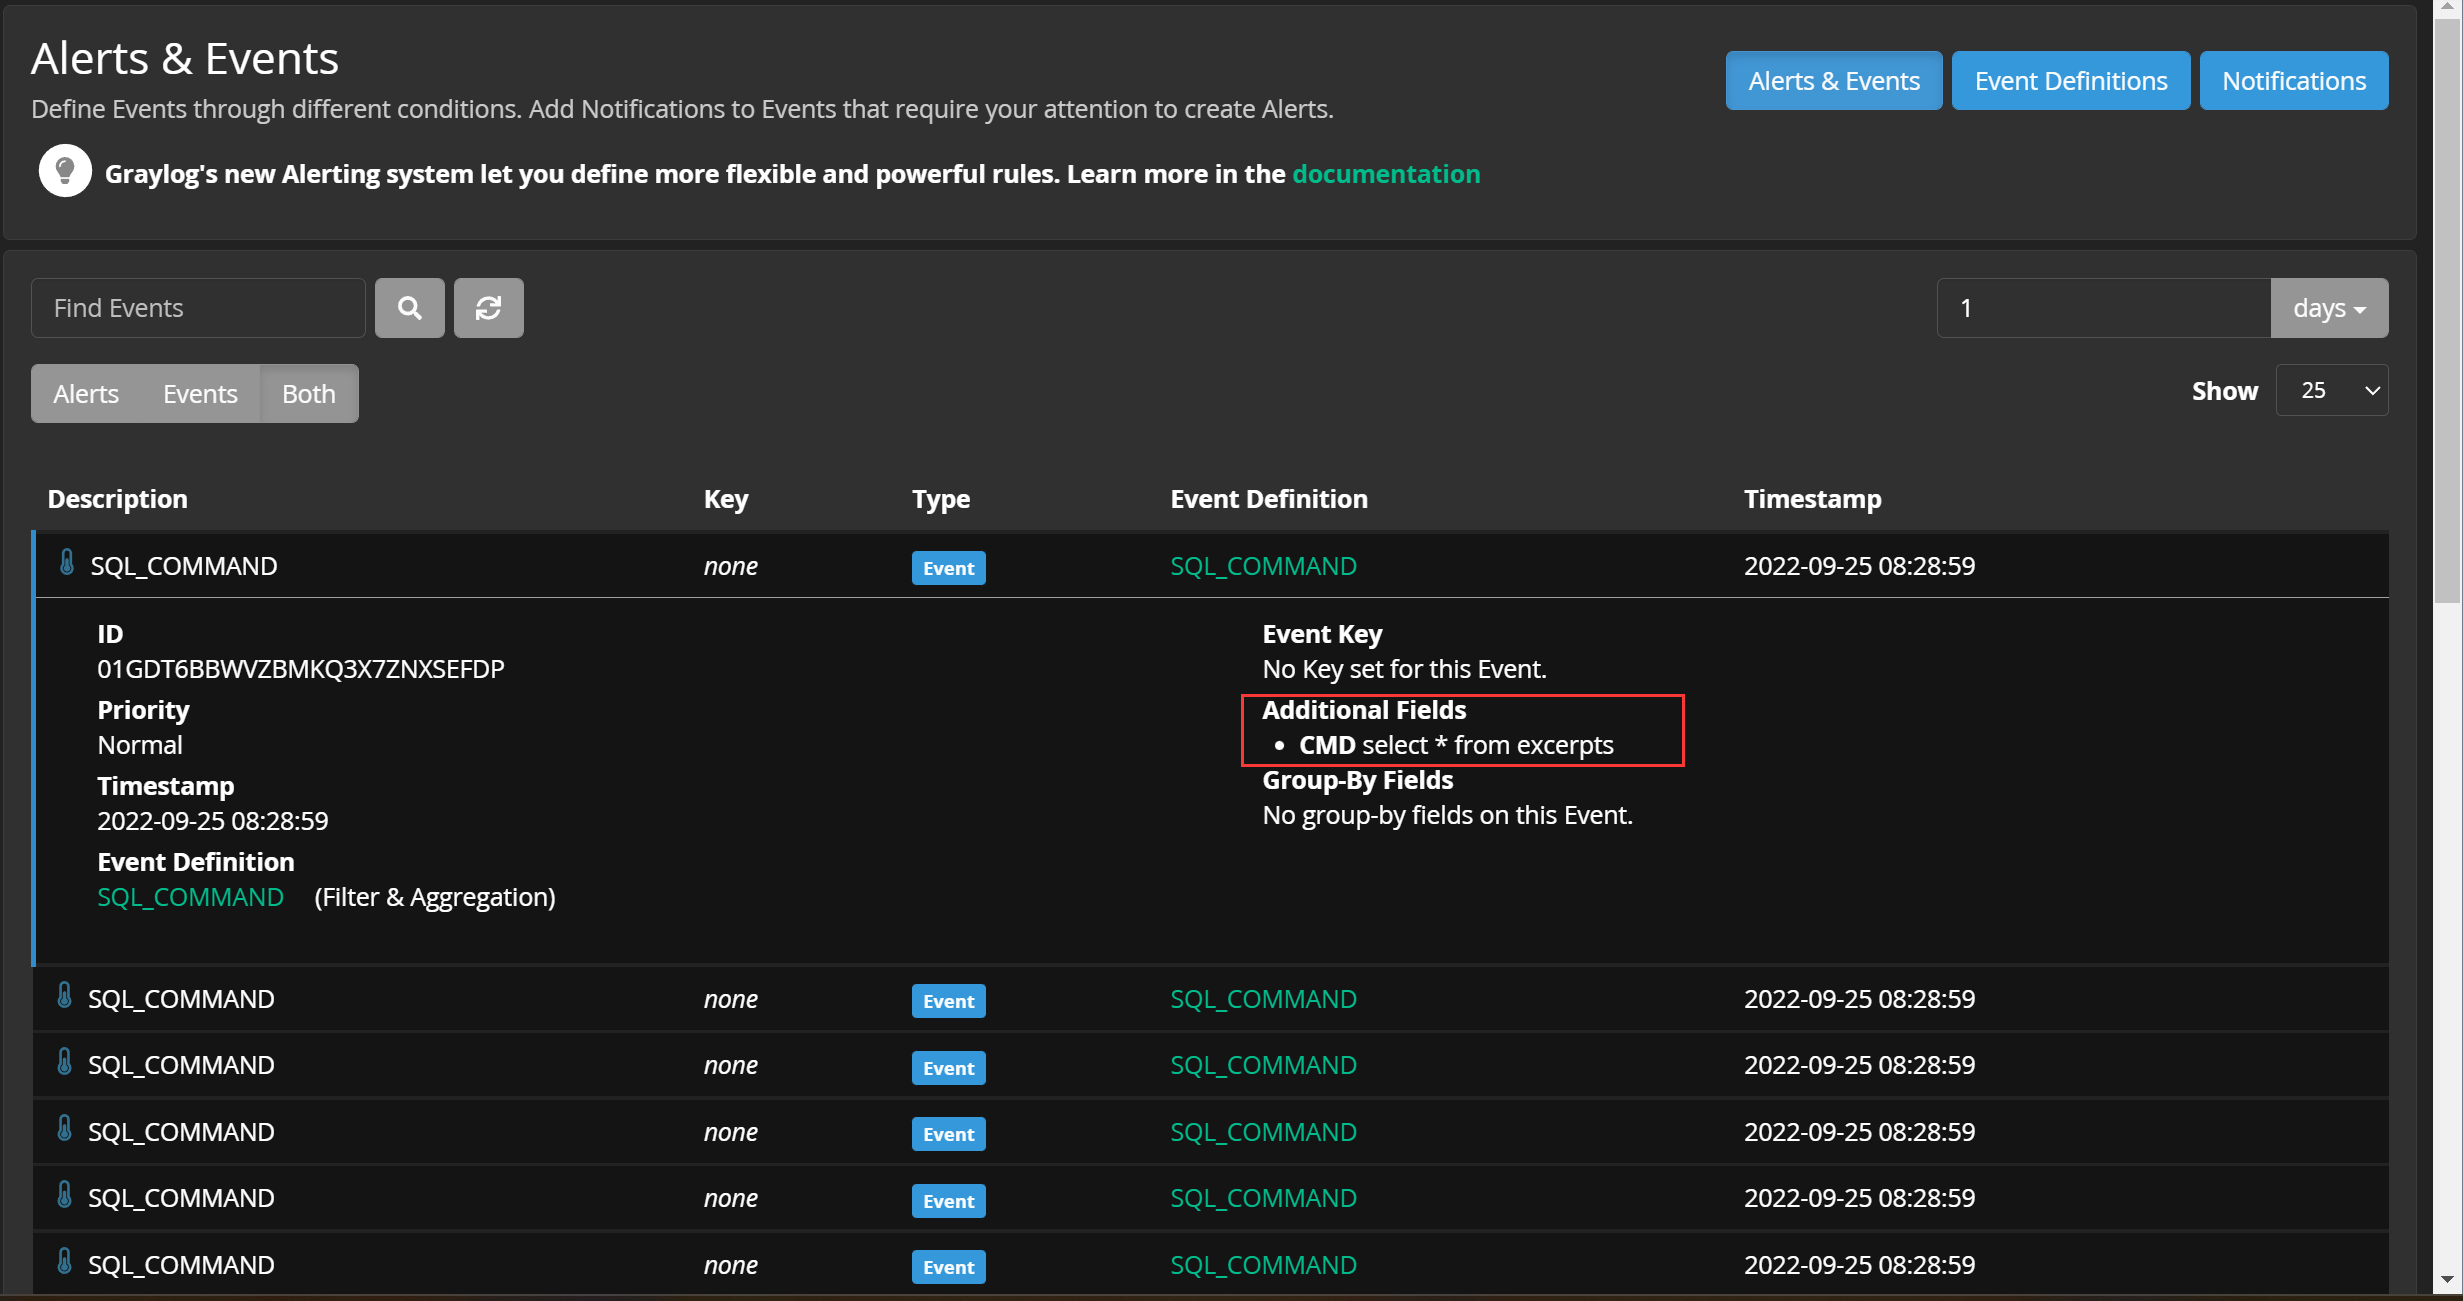 Alerts & Events
Alerts & Events
Event Definitions
Notifications
Define Events through different conditions. Add Notifications to Events that require your attention to create Alerts.
Graylog's new Alerting system let you define more flexible and powerful rules. Learn more in the documentation
Find Events
1
days
Alerts
Events
Both
Show
25
Description Key Type Event Definition Timestamp
SQL_COMMAND none Event SQL_COMMAND 2022-09-25 08:28:59
ID
01GDT6BBWVZBMKQ3X7ZNXSEFDP
Priority
Normal
Timestamp
2022-09-25 08:28:59
Event Definition
SQL_COMMAND (Filter & Aggregation)
Event Key
No Key set for this Event.
Additional Fields
• CMD select * from excerpts
Group-By Fields
No group-by fields on this Event.
SQL_COMMAND none Event SQL_COMMAND 2022-09-25 08:28:59
SQL_COMMAND none Event SQL_COMMAND 2022-09-25 08:28:59
SQL_COMMAND none Event SQL_COMMAND 2022-09-25 08:28:59
SQL_COMMAND none Event SQL_COMMAND 2022-09-25 08:28:59
SQL_COMMAND none Event SQL_COMMAND 2022-09-25 08:28:59